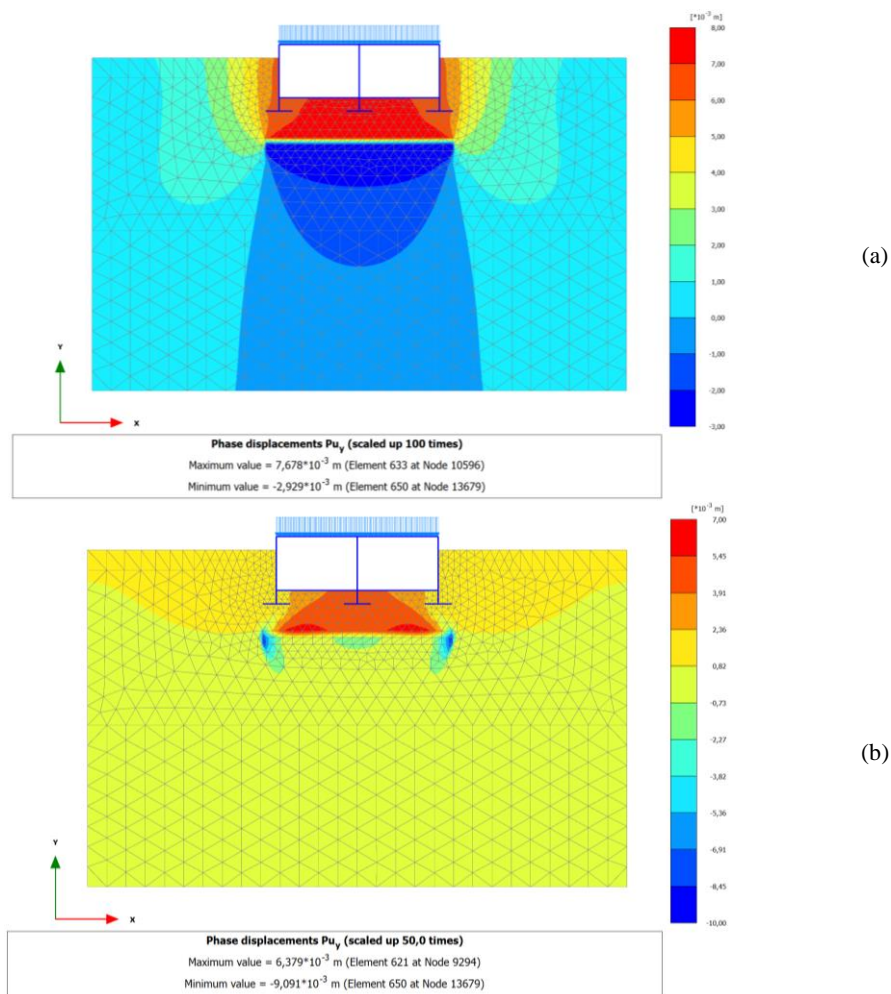 [*10⁻³ m]
8,00
7,00
6,00
5,00
4,00
3,00
2,00
1,00
0,00
-1,00
-2,00
-3,00
(a)
Y
X
Phase displacements Pu_y (scaled up 100 times)
Maximum value = 7,678*10⁻³ m (Element 633 at Node 10596)
Minimum value = -2,929*10⁻³ m (Element 650 at Node 13679)
[*10⁻³ m]
7,00
5,45
3,91
2,36
0,82
-0,73
-2,27
-3,82
-5,36
-6,91
-8,45
-10,00
(b)
Y
X
Phase displacements Pu_y (scaled up 50,0 times)
Maximum value = 6,379*10⁻³ m (Element 621 at Node 9294)
Minimum value = -9,091*10⁻³ m (Element 650 at Node 13679)